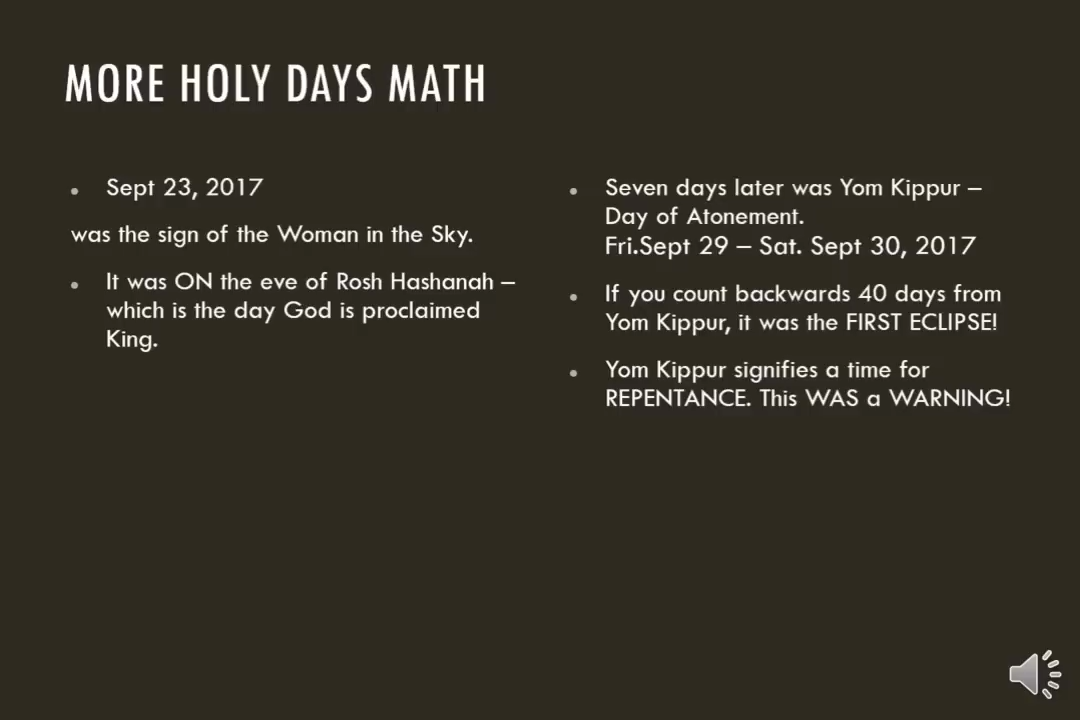 MORE HOLY DAYS MATH
Sept 23, 2017
was the sign of the Woman in the Sky.
It was ON the eve of Rosh Hashanah –
which is the day God is proclaimed
King.
Seven days later was Yom Kippur –
Day of Atonement.
Fri.Sept 29 – Sat. Sept 30, 2017
If you count backwards 40 days from
Yom Kippur, it was the FIRST ECLIPSE!
Yom Kippur signifies a time for
REPENTANCE. This WAS a WARNING!